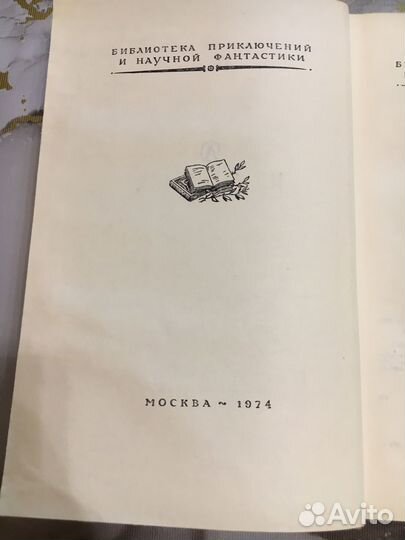 БИБЛИОТЕКА ПРИКЛЮЧЕНИЙ
И НАУЧНОЙ ФАНТАСТИКИ
МОСКВА ~ 1974
Б
Avito